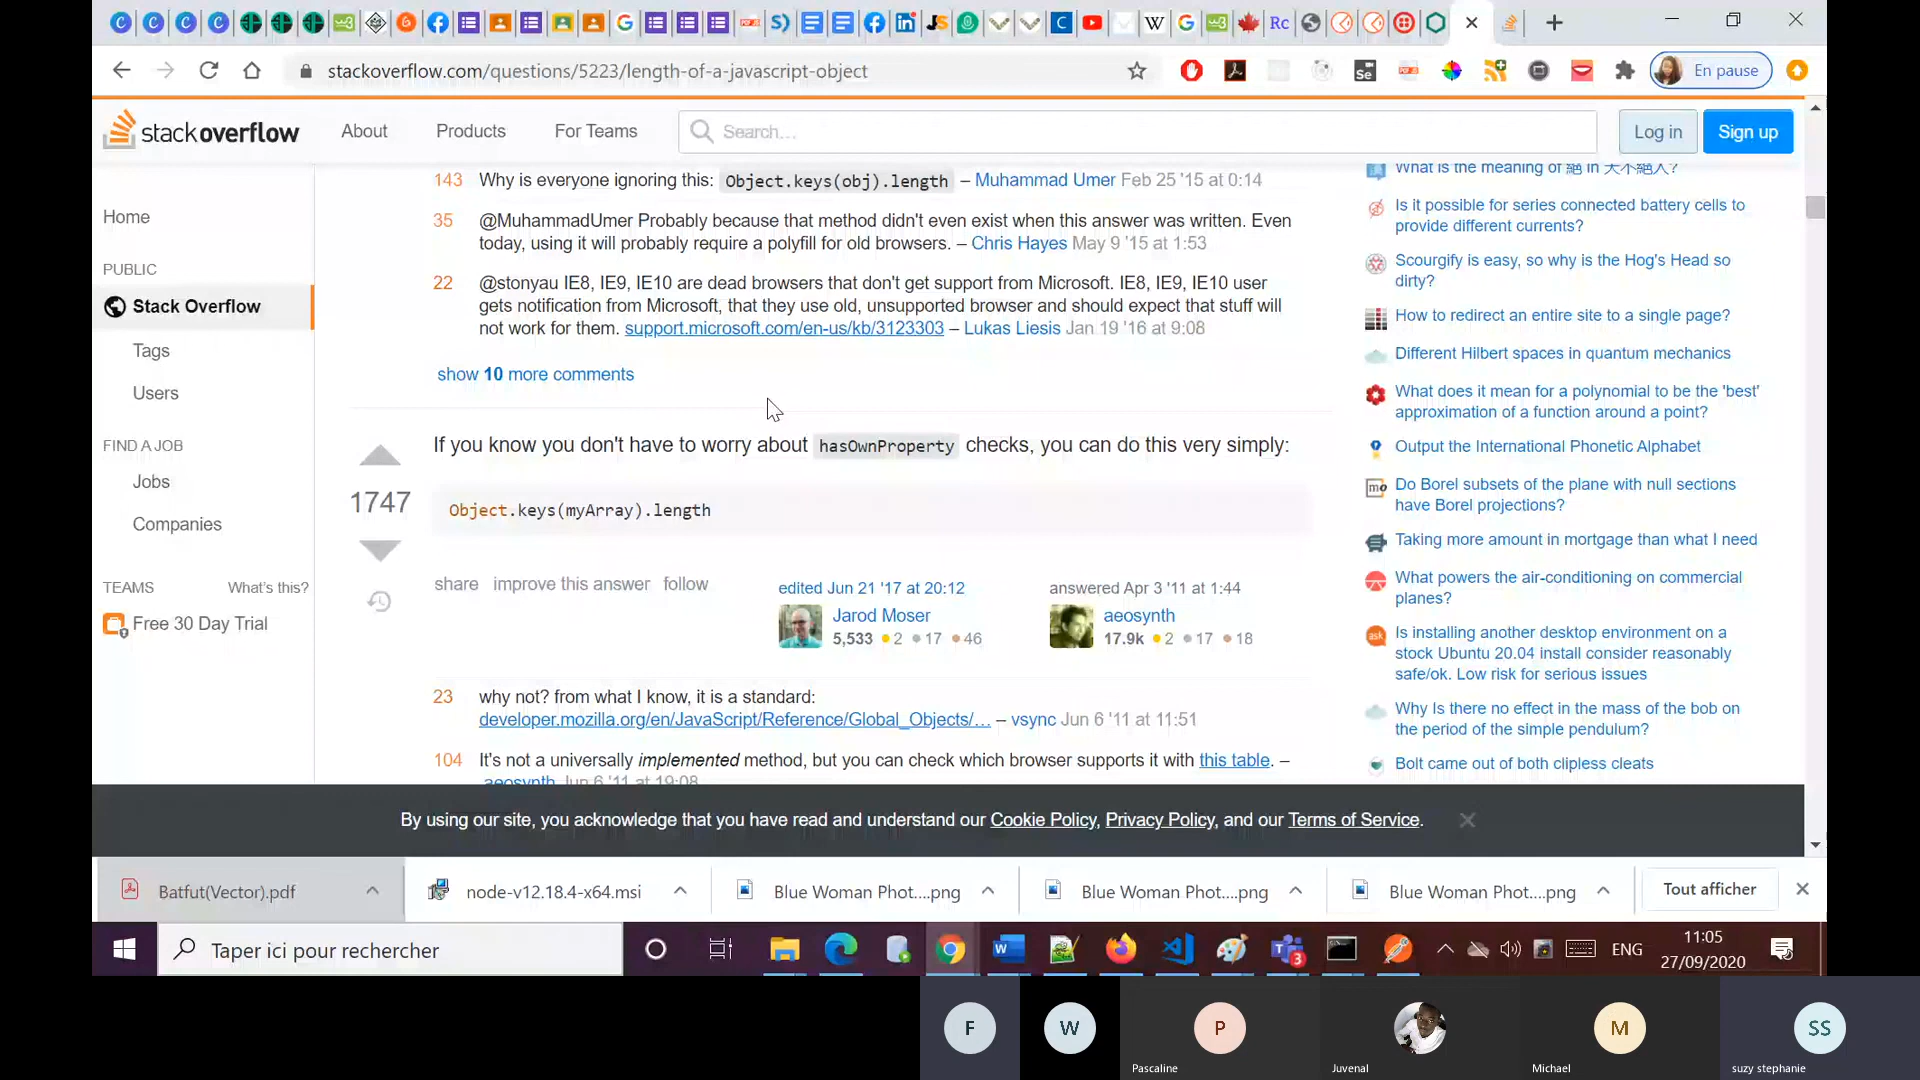 stackoverflow.com/questions/5223/length-of-a-javascript-object
En pause
stackoverflow
About
Products
For Teams
Search...
Log in
Sign up
Home
PUBLIC
Stack Overflow
Tags
Users
FIND A JOB
Jobs
Companies
TEAMS
What's this?
Free 30 Day Trial
143 Why is everyone ignoring this: Object.keys(obj).length – Muhammad Umer Feb 25 '15 at 0:14
35 @MuhammadUmer Probably because that method didn't even exist when this answer was written. Even
today, using it will probably require a polyfill for old browsers. – Chris Hayes May 9 '15 at 1:53
22 @stonyau IE8, IE9, IE10 are dead browsers that don't get support from Microsoft. IE8, IE9, IE10 user
gets notification from Microsoft, that they use old, unsupported browser and should expect that stuff will
not work for them. support.microsoft.com/en-us/kb/3123303 – Lukas Liesis Jan 19 '16 at 9:08
show 10 more comments
If you know you don't have to worry about hasOwnProperty checks, you can do this very simply:
1747
Object.keys(myArray).length
share improve this answer follow
edited Jun 21 '17 at 20:12
Jarod Moser
5,533 2 17 46
answered Apr 3 '11 at 1:44
aeosynth
17.9k 2 17 18
23 why not? from what I know, it is a standard:
developer.mozilla.org/en/JavaScript/Reference/Global_Objects/… – vsync Jun 6 '11 at 11:51
104 It's not a universally implemented method, but you can check which browser supports it with this table. –
aeosynth Jun 6 '11 at 19:08
What is the meaning of 絕 in 天不絕人?
Is it possible for series connected battery cells to
provide different currents?
Scourgify is easy, so why is the Hog's Head so
dirty?
How to redirect an entire site to a single page?
Different Hilbert spaces in quantum mechanics
What does it mean for a polynomial to be the 'best'
approximation of a function around a point?
Output the International Phonetic Alphabet
Do Borel subsets of the plane with null sections
have Borel projections?
Taking more amount in mortgage than what I need
What powers the air-conditioning on commercial
planes?
Is installing another desktop environment on a
stock Ubuntu 20.04 install consider reasonably
safe/ok. Low risk for serious issues
Why Is there no effect in the mass of the bob on
the period of the simple pendulum?
Bolt came out of both clipless cleats
By using our site, you acknowledge that you have read and understand our Cookie Policy, Privacy Policy, and our Terms of Service.
Batfut(Vector).pdf
node-v12.18.4-x64.msi
Blue Woman Phot....png
Blue Woman Phot....png
Blue Woman Phot....png
Tout afficher
Taper ici pour rechercher
3
ENG
11:05
27/09/2020
F
W
P
Pascaline
Juvenal
M
Michael
SS
suzy stephanie